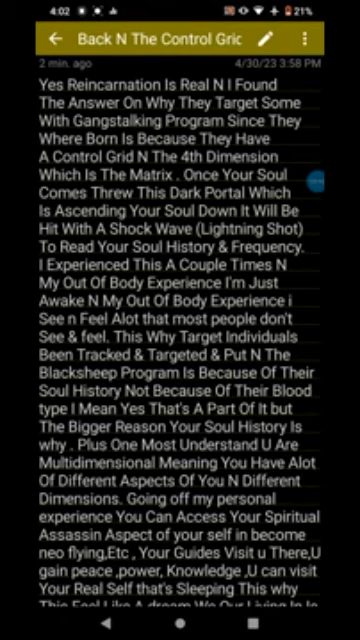 4:02
21%
Back N The Control Grid
2 min. ago
4/30/23 3:58 PM
Yes Reincarnation Is Real N I Found
The Answer On Why They Target Some
With Gangstalking Program Since They
Where Born Is Because They Have
A Control Grid N The 4th Dimension
Which Is The Matrix . Once Your Soul
Comes Threw This Dark Portal Which
Is Ascending Your Soul Down It Will Be
Hit With A Shock Wave (Lightning Shot)
To Read Your Soul History & Frequency.
I Experienced This A Couple Times N
My Out Of Body Experience I'm Just
Awake N My Out Of Body Experience i
See n Feel Alot that most people don't
See & feel. This Why Target Individuals
Been Tracked & Targeted & Put N The
Blacksheep Program Is Because Of Their
Soul History Not Because Of Their Blood
type I Mean Yes That's A Part Of It but
The Bigger Reason Your Soul History Is
why . Plus One Most Understand U Are
Multidimensional Meaning You Have Alot
Of Different Aspects Of You N Different
Dimensions. Going off my personal
experience You Can Access Your Spiritual
Assassin Aspect of your self in become
neo flying,Etc , Your Guides Visit u There,U
gain peace ,power, Knowledge ,U can visit
Your Real Self that's Sleeping This why
This Feel Like A dream We Our Living In Is